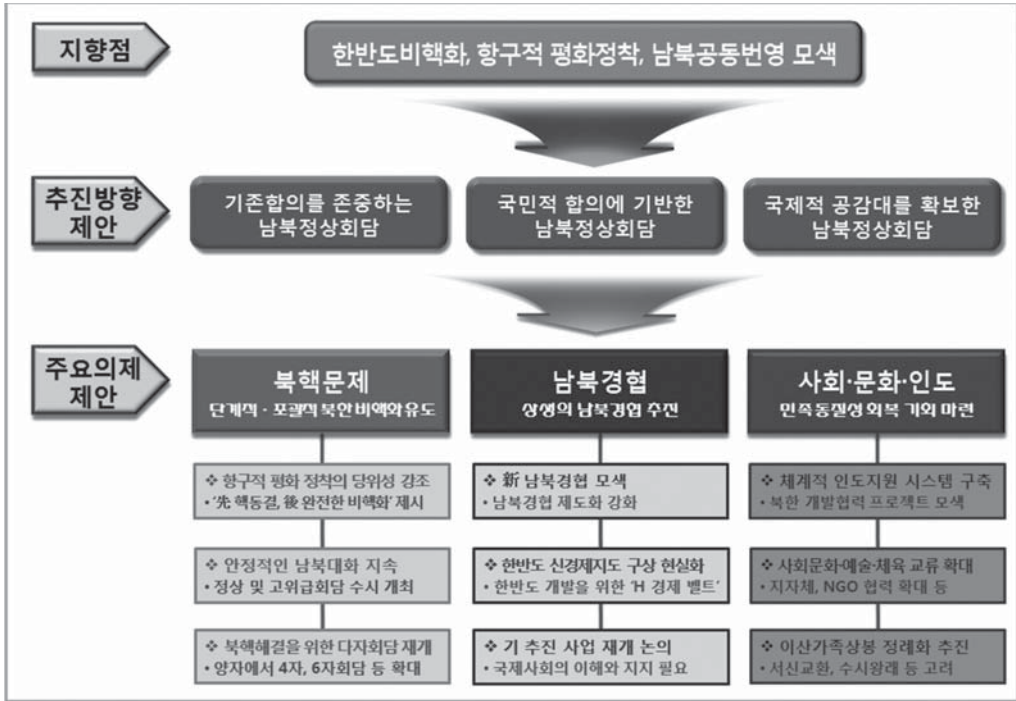 지향점
한반도비핵화, 항구적 평화정착, 남북공동번영 모색
추진방향
제안
기존합의를 존중하는
남북정상회담
국민적 합의에 기반한
남북정상회담
국제적 공감대를 확보한
남북정상회담
주요의제
제안
북핵문제
단계적·포괄적 북한 비핵화 유도
❖ 항구적 평화 정착의 당위성 강조
• ‘先 핵동결, 後 완전한 비핵화’ 제시
❖ 안정적인 남북대화 지속
• 정상 및 고위급회담 수시 개최
❖ 북핵해결을 위한 다자회담 재개
• 양자에서 4자, 6자회담 등 확대
남북경협
상생의 남북경협 추진
❖ 新 남북경협 모색
• 남북경협 제도화 강화
❖ 한반도 신경제지도 구상 현실화
• 한반도 개발을 위한 ‘H 경제 벨트’
❖ 기 추진 사업 재개 논의
• 국제사회의 이해와 지지 필요
사회·문화·인도
민족동질성 회복 기회 마련
❖ 체계적 인도지원 시스템 구축
• 북한 개발협력 프로젝트 모색
❖ 사회문화·예술·체육 교류 확대
• 지자체, NGO 협력 확대 등
❖ 이산가족상봉 정례화 추진
• 서신교환, 수시왕래 등 고려